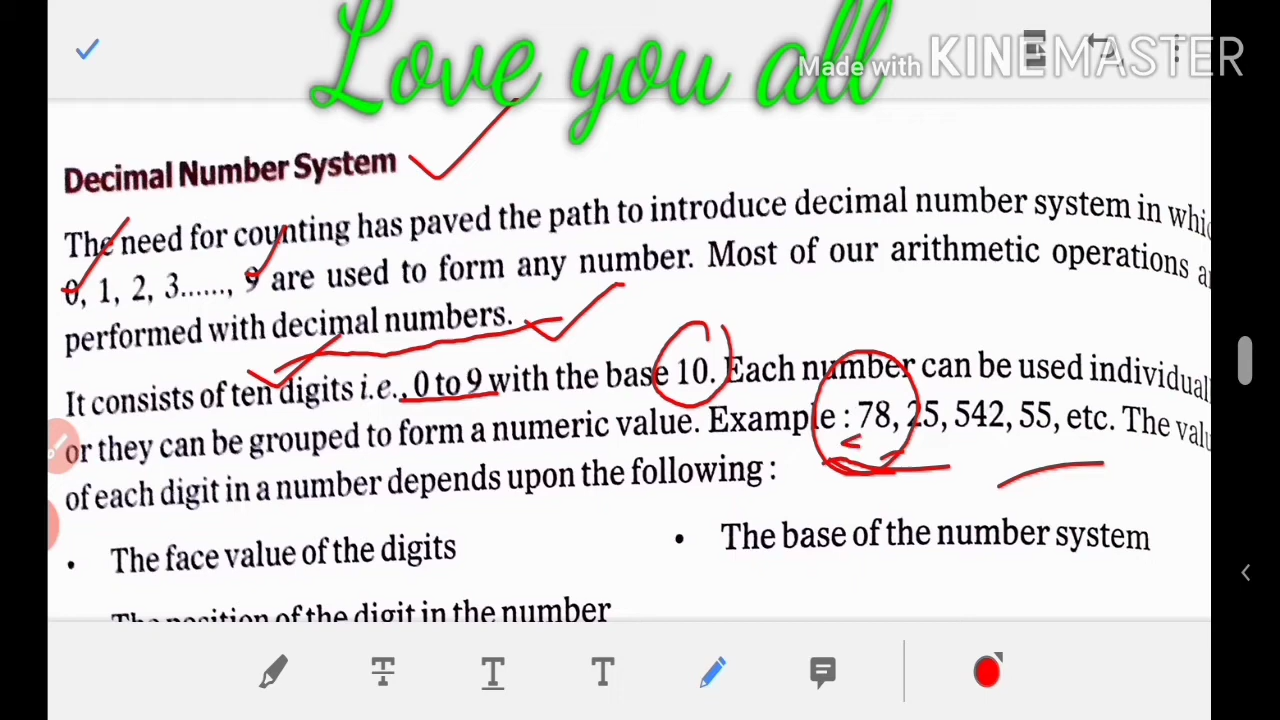 Love you all
Made with KINEMASTER
Decimal Number System
The need for counting has paved the path to introduce decimal number system in
0, 1, 2, 3......, 9 are used to form any number. Most of our arithmetic operations
performed with decimal numbers.
It consists of ten digits i.e., 0 to 9 with the base 10. Each number can be used
or they can be grouped to form a numeric value. Example : 78, 25, 542, 55, etc. The
of each digit in a number depends upon the following :
• The face value of the digits
• The base of the number system
The position of the digit in the number
T T T